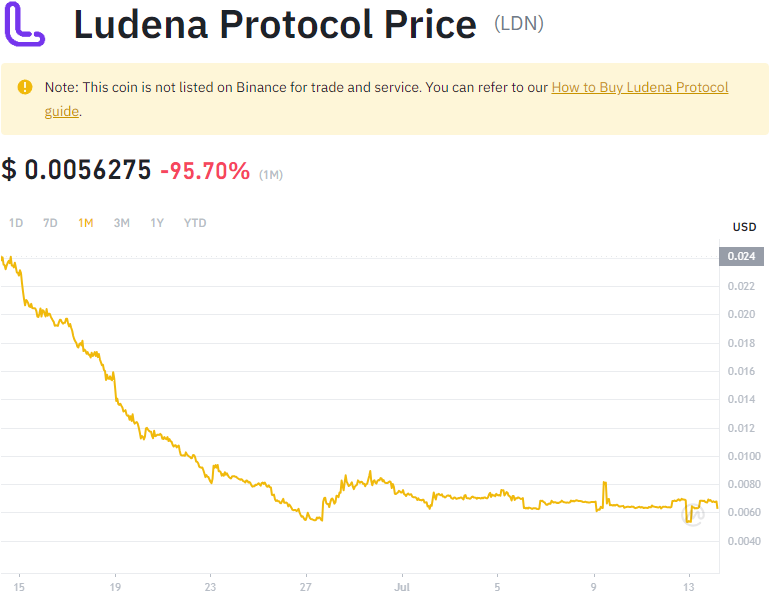 Ludena Protocol Price (LDN)
Note: This coin is not listed on Binance for trade and service. You can refer to our How to Buy Ludena Protocol
guide.
$ 0.0056275 -95.70% (1M)
1D 7D 1M 3M 1Y YTD
USD
0.024
0.022
0.020
0.018
0.016
0.014
0.012
0.0100
0.0080
0.0060
0.0040
15 19 23 27 Jul 5 9 13